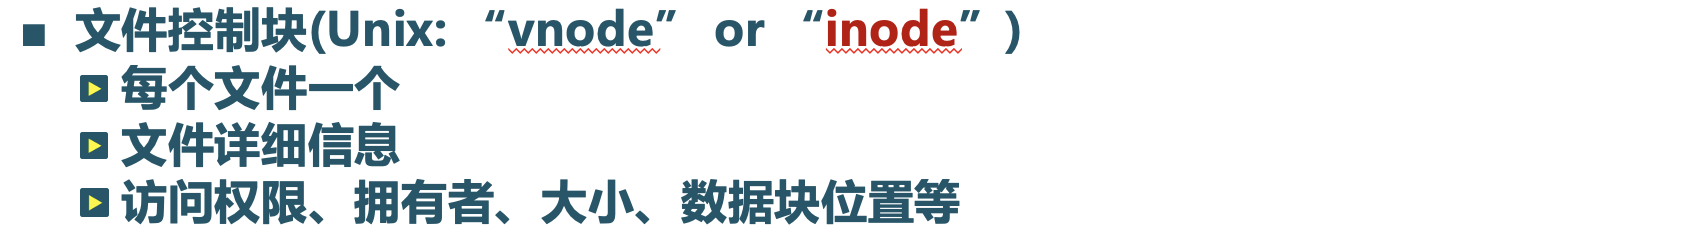 文件控制块(Unix: “vnode” or “inode”)
每个文件一个
文件详细信息
访问权限、拥有者、大小、数据块位置等